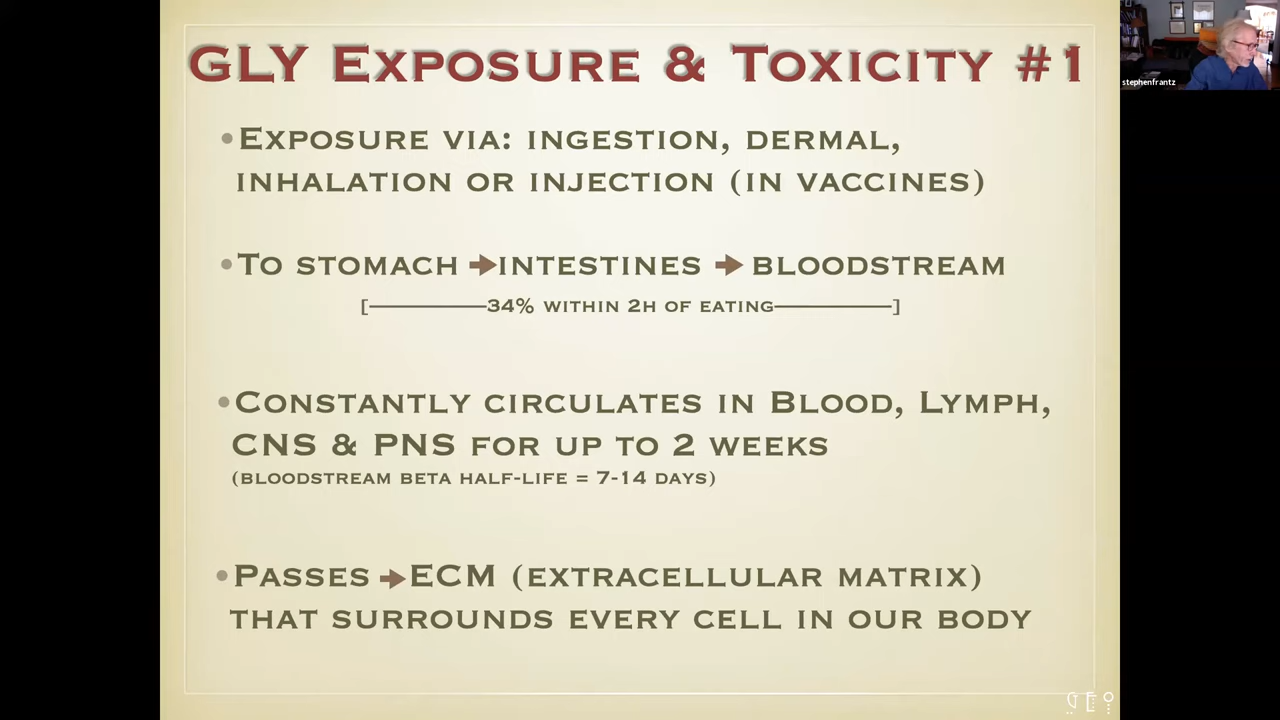 GLY EXPOSURE & TOXICITY #1
stephenfrantz
•EXPOSURE VIA: INGESTION, DERMAL,
INHALATION OR INJECTION (IN VACCINES)
•TO STOMACH ➔INTESTINES ➔ BLOODSTREAM
[————34% WITHIN 2H OF EATING————]
•CONSTANTLY CIRCULATES IN BLOOD, LYMPH,
CNS & PNS FOR UP TO 2 WEEKS
(BLOODSTREAM BETA HALF-LIFE = 7-14 DAYS)
•PASSES ➔ECM (EXTRACELLULAR MATRIX)
THAT SURROUNDS EVERY CELL IN OUR BODY